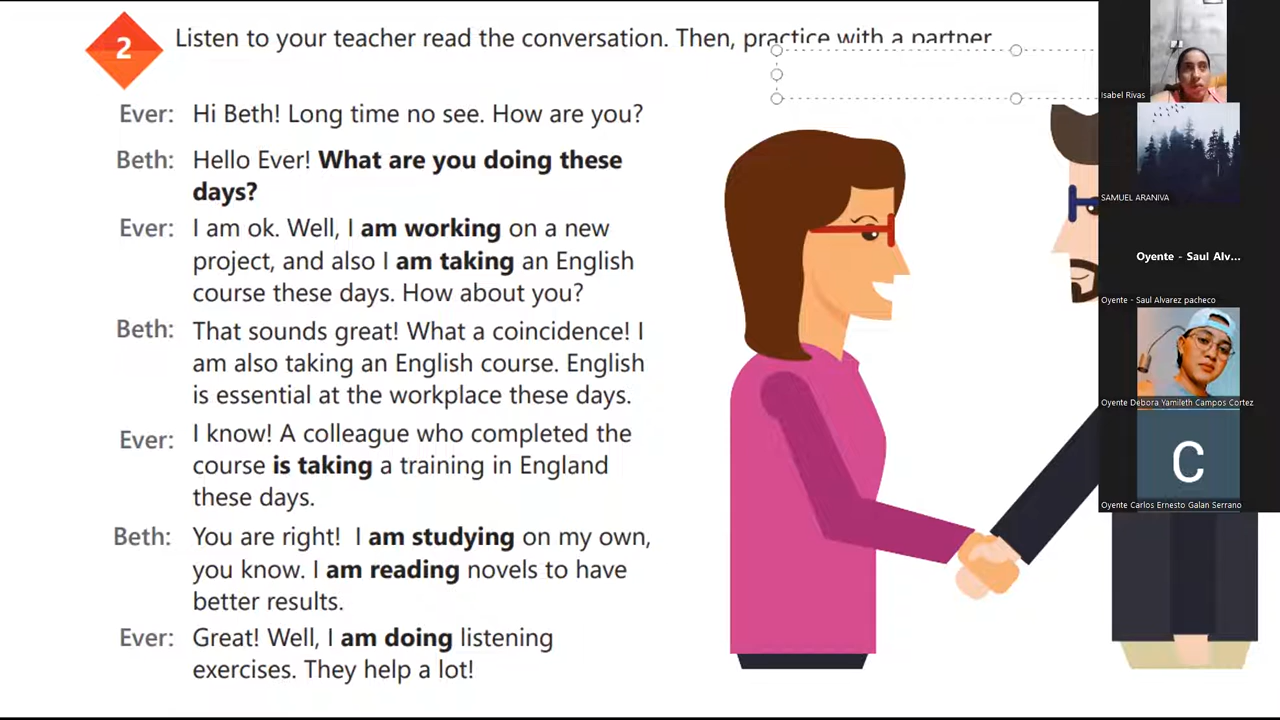 2
Listen to your teacher read the conversation. Then, practice with a partner
Ever: Hi Beth! Long time no see. How are you?
Beth: Hello Ever! What are you doing these
days?
Ever: I am ok. Well, I am working on a new
project, and also I am taking an English
course these days. How about you?
Beth: That sounds great! What a coincidence! I
am also taking an English course. English
is essential at the workplace these days.
Ever: I know! A colleague who completed the
course is taking a training in England
these days.
Beth: You are right! I am studying on my own,
you know. I am reading novels to have
better results.
Ever: Great! Well, I am doing listening
exercises. They help a lot!
Isabel Rivas
SAMUEL ARANIVA
Oyente - Saul Alv...
Oyente - Saul Alvarez pacheco
Oyente Debora Yamileth Campos Cortez
C
Oyente Carlos Ernesto Galan Serrano